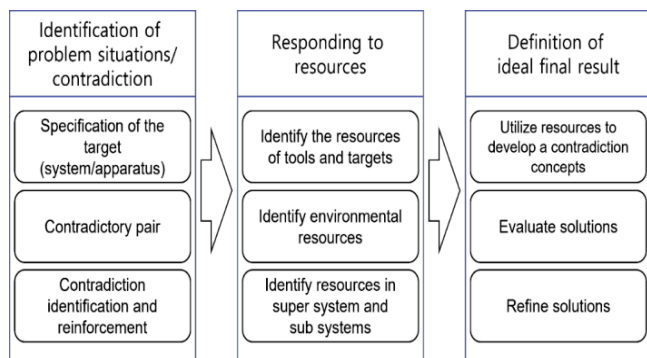 Identification of
problem situations/
contradiction
Specification of the
target
(system/apparatus)
Contradictory pair
Contradiction
identification and
reinforcement
Responding to
resources
Identify the resources
of tools and targets
Identify environmental
resources
Identify resources in
super system and
sub systems
Definition of
ideal final result
Utilize resources to
develop a contradiction
concepts
Evaluate solutions
Refine solutions